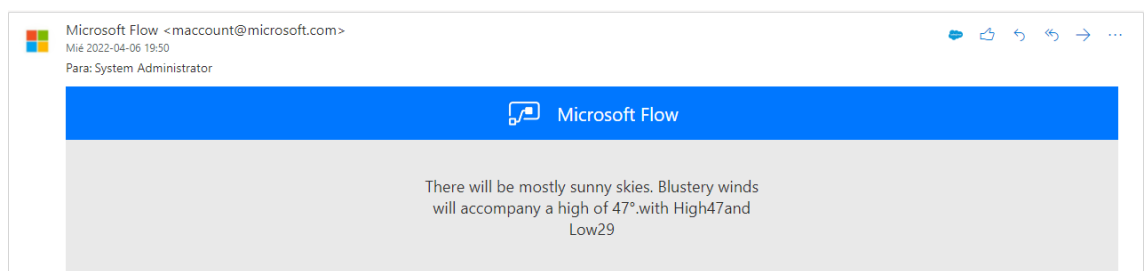 Microsoft Flow <maccount@microsoft.com>
Mié 2022-04-06 19:50
Para: System Administrator
Microsoft Flow
There will be mostly sunny skies. Blustery winds
will accompany a high of 47°.with High47and
Low29